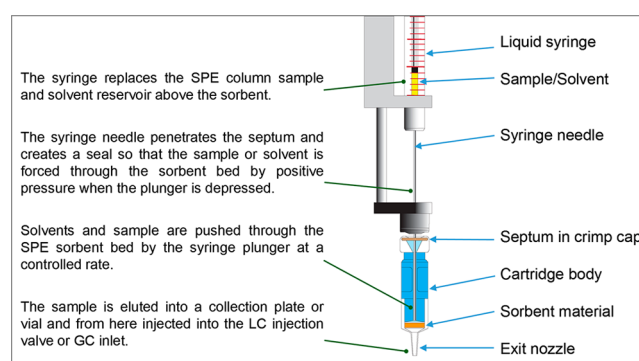 Liquid syringe
The syringe replaces the SPE column sample
and solvent reservoir above the sorbent.
Sample/Solvent
The syringe needle penetrates the septum and
creates a seal so that the sample or solvent is
forced through the sorbent bed by positive
pressure when the plunger is depressed.
Syringe needle
Solvents and sample are pushed through the
SPE sorbent bed by the syringe plunger at a
controlled rate.
Septum in crimp cap
Cartridge body
The sample is eluted into a collection plate or
vial and from here injected into the LC injection
valve or GC inlet.
Sorbent material
Exit nozzle